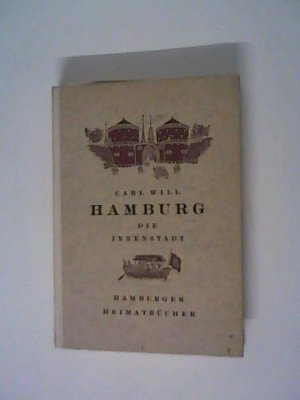 CARL WILL
HAMBURG
DIE
INNENSTADT
HAMBURGER
HEIMATBÜCHER